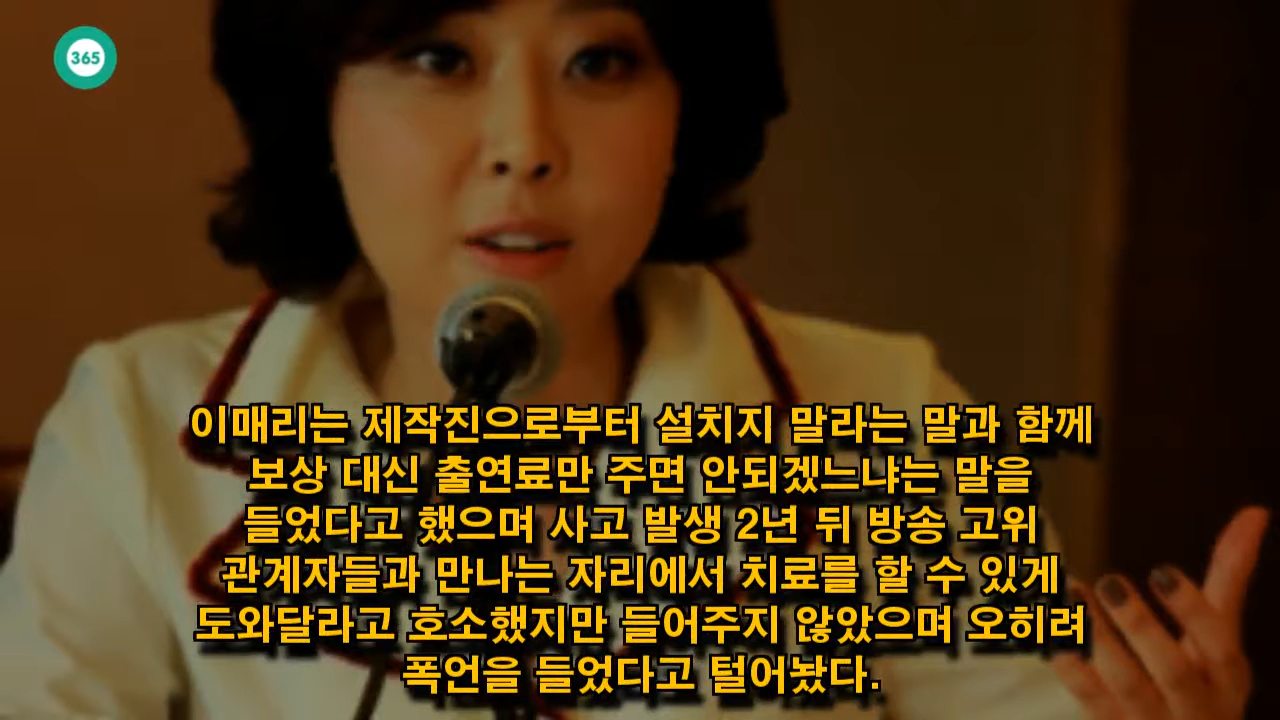 365
이매리는 제작진으로부터 설치지 말라는 말과 함께
보상 대신 출연료만 주면 안되겠느냐는 말을
들었다고 했으며 사고 발생 2년 뒤 방송 고위
관계자들과 만나는 자리에서 치료를 할 수 있게
도와달라고 호소했지만 들어주지 않았으며 오히려
폭언을 들었다고 털어놨다.